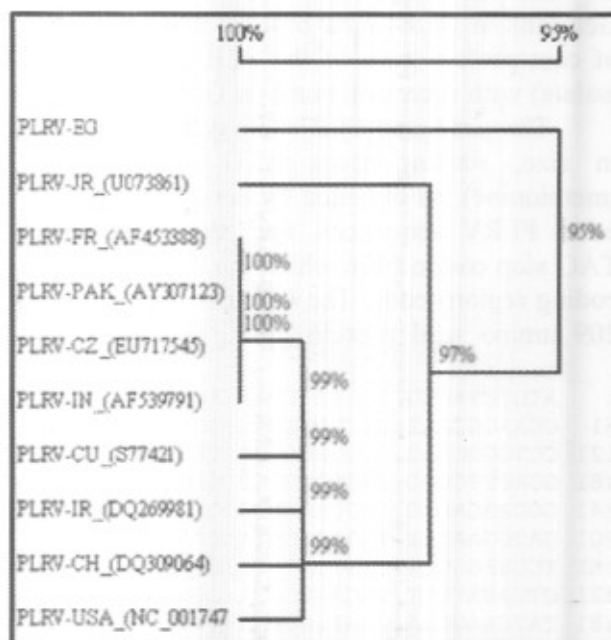 100% 95%
PLRV-EG
PLRV-JR_(U073861)
95%
PLRV-FR_(AF453388)
100%
PLRV-PAK_(AY307123)
100%
100%
PLRV-CZ_(EU717545)
97%
99%
PLRV-IN_(AF539791)
99%
PLRV-CU_(S77421)
99%
PLRV-IR_(DQ269981)
99%
PLRV-CH_(DQ309064)
PLRV-USA_(NC_001747